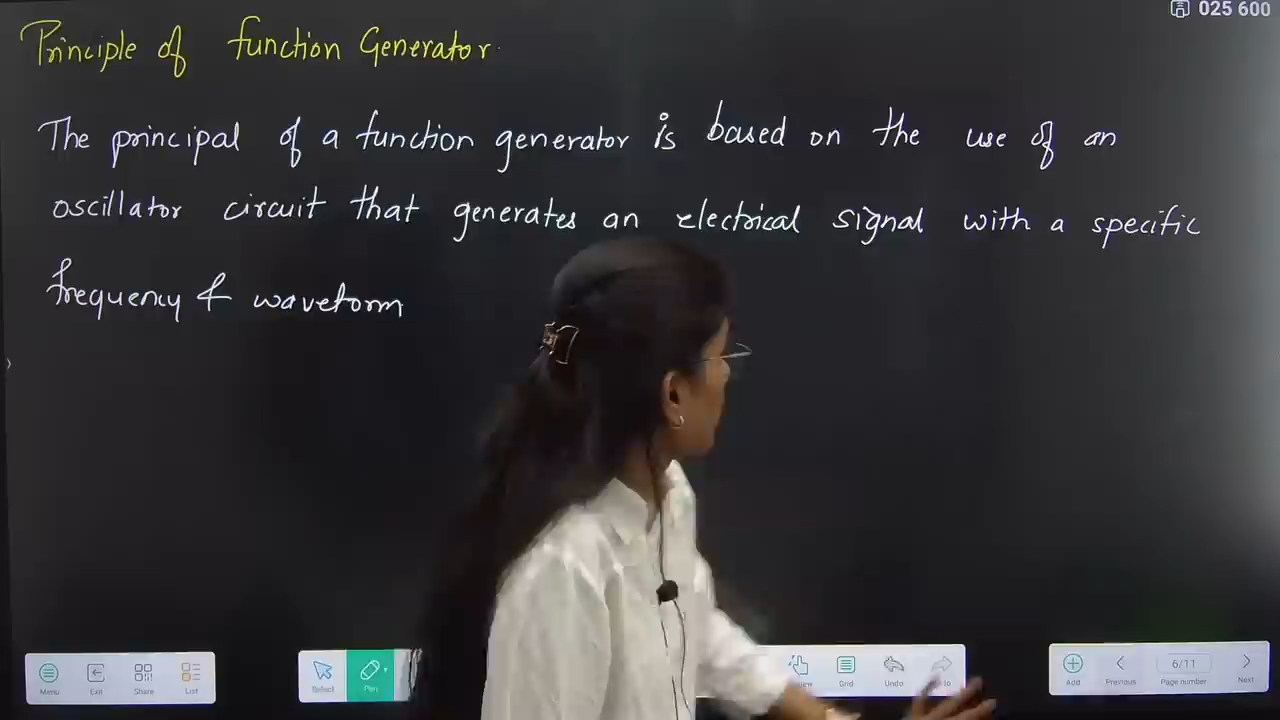 025 600
Principle of function Generator.
The principal of a function generator is based on the use of an
oscillator circuit that generates an electrical signal with a specific
frequency & waveform
Menu Exit Share List Select Pen Grid Undo Add Previous 6/11 Page number Next